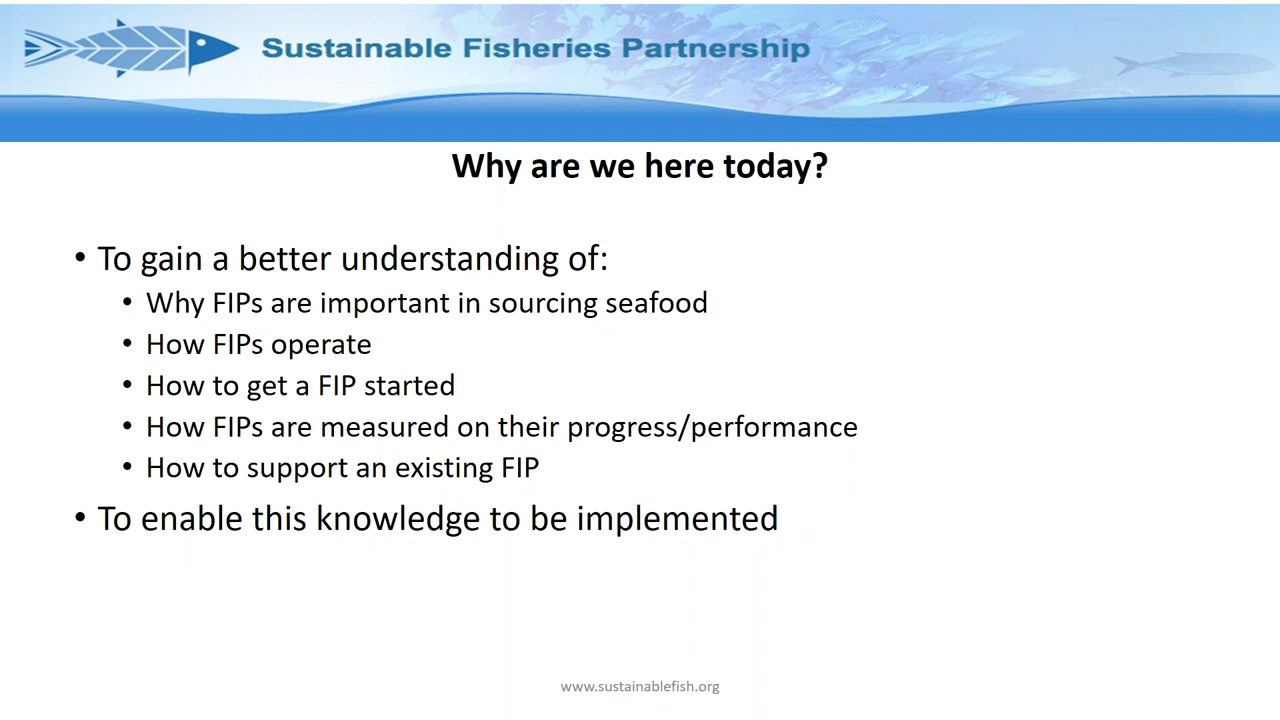 Sustainable Fisheries Partnership
Why are we here today?
• To gain a better understanding of:
• Why FIPs are important in sourcing seafood
• How FIPs operate
• How to get a FIP started
• How FIPs are measured on their progress/performance
• How to support an existing FIP
• To enable this knowledge to be implemented
www.sustainablefish.org